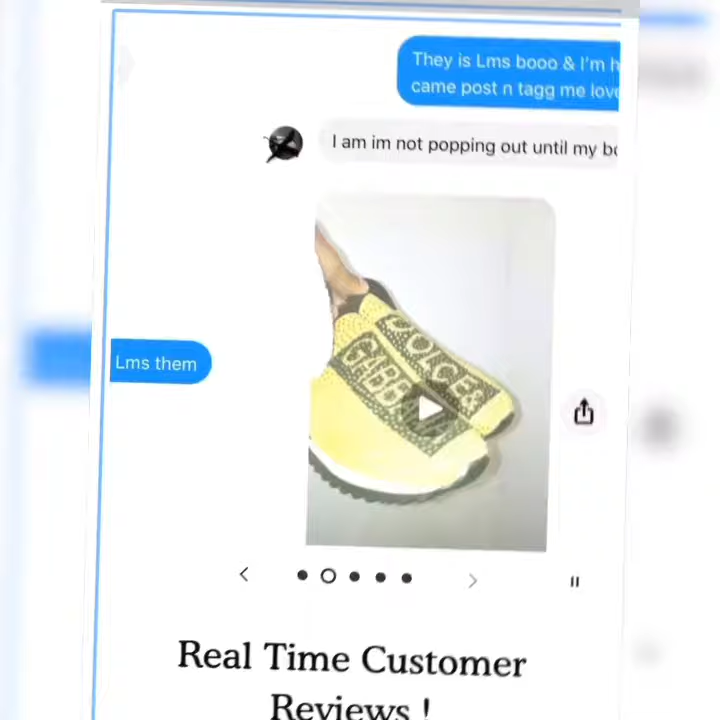 They is Lms booo & I'm h
came post n tagg me love
I am im not popping out until my bo
DOLCE&
GABBANA
Lms them
Real Time Customer
Reviews !